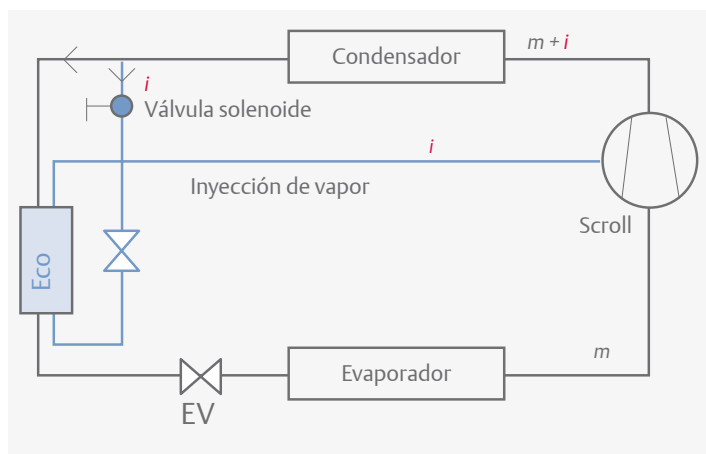 Condensador
m + i
i
Válvula solenoide
i
Inyección de vapor
Scroll
Eco
m
Evaporador
EV